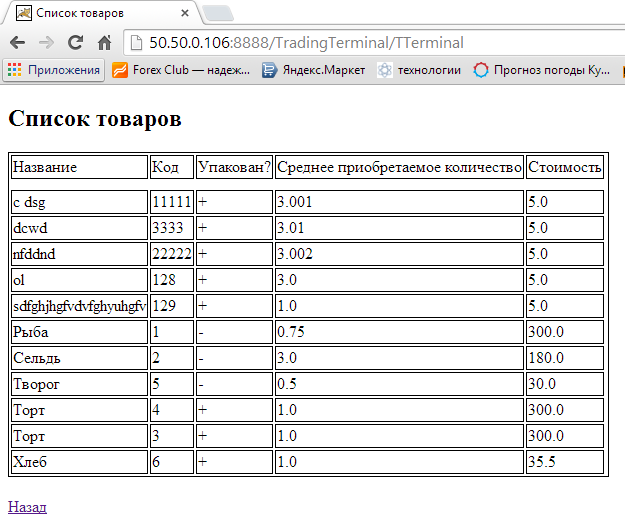 Список товаров
50.50.0.106:8888/TradingTerminal/TTerminal
Приложения Forex Club — надеж... Яндекс.Маркет технологии Прогноз погоды Ку...
Список товаров
Название Код Упакован? Среднее приобретаемое количество Стоимость
c dsg 11111 + 3.001 5.0
dcwd 3333 + 3.01 5.0
nfddnd 22222 + 3.002 5.0
ol 128 + 3.0 5.0
sdfghjhgfvdvfghyuhgfv 129 + 1.0 5.0
Рыба 1 - 0.75 300.0
Сельдь 2 - 3.0 180.0
Творог 5 - 0.5 30.0
Торт 4 + 1.0 300.0
Торт 3 + 1.0 300.0
Хлеб 6 + 1.0 35.5
Назад